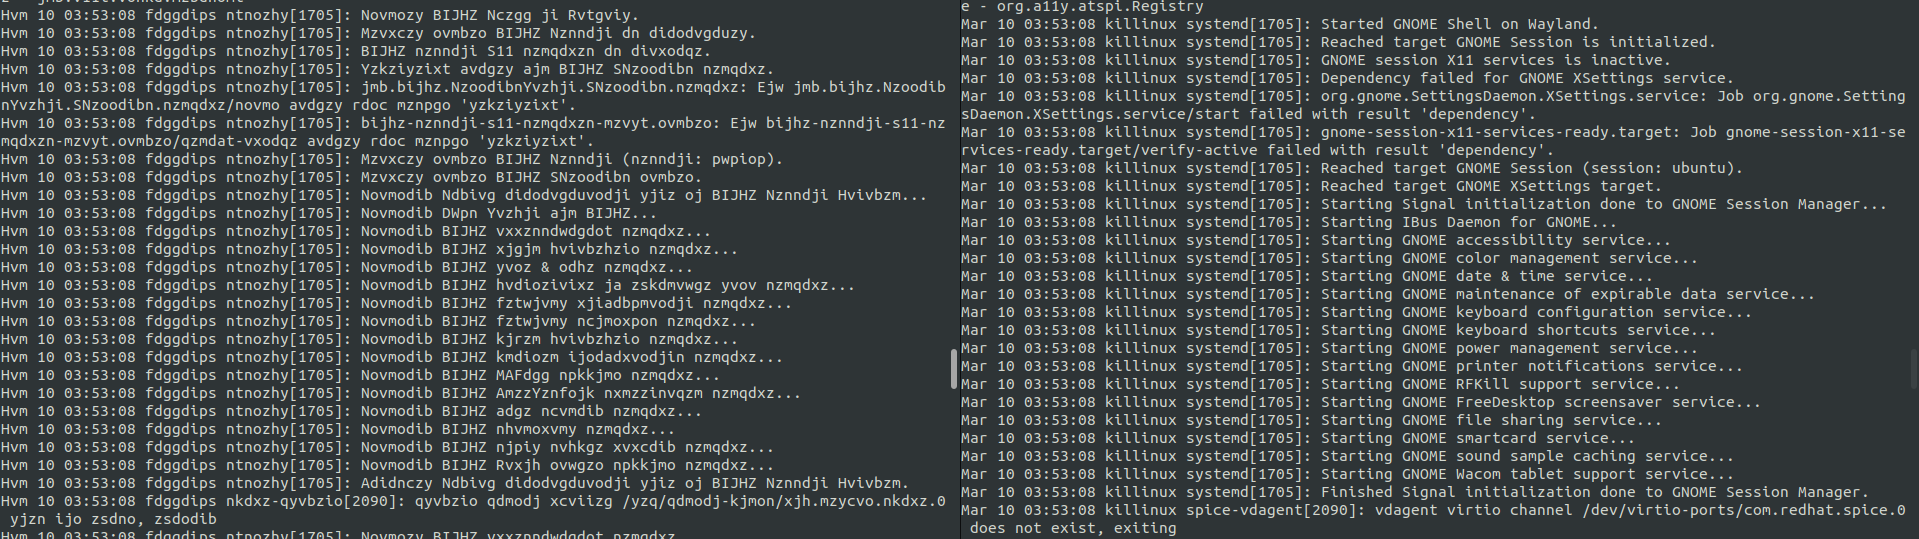 Hvm 10 03:53:08 fdggdips ntnozhy[1705]: Novmozy BIJHZ Nczgg ji Rvtgviy.
Hvm 10 03:53:08 fdggdips ntnozhy[1705]: Mzvxczy ovmbzo BIJHZ Nznndji dn didodvgduzy.
Hvm 10 03:53:08 fdggdips ntnozhy[1705]: BIJHZ nznndji S11 nzmqdxzn dn divxodqz.
Hvm 10 03:53:08 fdggdips ntnozhy[1705]: Yzkziyzixt avdgzy ajm BIJHZ SNzoodibn nzmqdxz.
Hvm 10 03:53:08 fdggdips ntnozhy[1705]: jmb.bijhz.NzoodibnYvzhji.SNzoodibn.nzmqdxz: Ejw jmb.bijhz.Nzoodib
nYvzhji.SNzoodibn.nzmqdxz/novmo avdgzy rdoc mznpgo 'yzkziyzixt'.
Hvm 10 03:53:08 fdggdips ntnozhy[1705]: bijhz-nznndji-s11-nzmqdxzn-mzvyt.ovmbzo: Ejw bijhz-nznndji-s11-nz
mqdxzn-mzvyt.ovmbzo/qzmdat-vxodqz avdgzy rdoc mznpgo 'yzkziyzixt'.
Hvm 10 03:53:08 fdggdips ntnozhy[1705]: Mzvxczy ovmbzo BIJHZ Nznndji (nznndji: pwpiop).
Hvm 10 03:53:08 fdggdips ntnozhy[1705]: Mzvxczy ovmbzo BIJHZ SNzoodibn ovmbzo.
Hvm 10 03:53:08 fdggdips ntnozhy[1705]: Novmodib Ndbivg didodvgduvodji yjiz oj BIJHZ Nznndji Hvivbzm...
Hvm 10 03:53:08 fdggdips ntnozhy[1705]: Novmodib DWpn Yvzhji ajm BIJHZ...
Hvm 10 03:53:08 fdggdips ntnozhy[1705]: Novmodib BIJHZ vxxznndwdgdot nzmqdxz...
Hvm 10 03:53:08 fdggdips ntnozhy[1705]: Novmodib BIJHZ xjgjm hvivbzhzio nzmqdxz...
Hvm 10 03:53:08 fdggdips ntnozhy[1705]: Novmodib BIJHZ yvoz & odhz nzmqdxz...
Hvm 10 03:53:08 fdggdips ntnozhy[1705]: Novmodib BIJHZ hvdiozivixz ja zskdmvwgz yvov nzmqdxz...
Hvm 10 03:53:08 fdggdips ntnozhy[1705]: Novmodib BIJHZ fztwjvmy xjiadbpmvodji nzmqdxz...
Hvm 10 03:53:08 fdggdips ntnozhy[1705]: Novmodib BIJHZ fztwjvmy ncjmoxpon nzmqdxz...
Hvm 10 03:53:08 fdggdips ntnozhy[1705]: Novmodib BIJHZ kjrzm hvivbzhzio nzmqdxz...
Hvm 10 03:53:08 fdggdips ntnozhy[1705]: Novmodib BIJHZ kmdiozm ijodadxvodjin nzmqdxz...
Hvm 10 03:53:08 fdggdips ntnozhy[1705]: Novmodib BIJHZ MAFdgg npkkjmo nzmqdxz...
Hvm 10 03:53:08 fdggdips ntnozhy[1705]: Novmodib BIJHZ AmzzYznfojk nxmzzinvqzm nzmqdxz...
Hvm 10 03:53:08 fdggdips ntnozhy[1705]: Novmodib BIJHZ adgz ncvmdib nzmqdxz...
Hvm 10 03:53:08 fdggdips ntnozhy[1705]: Novmodib BIJHZ nhvmoxvmy nzmqdxz...
Hvm 10 03:53:08 fdggdips ntnozhy[1705]: Novmodib BIJHZ njpiy nvhkgz xvxcdib nzmqdxz...
Hvm 10 03:53:08 fdggdips ntnozhy[1705]: Novmodib BIJHZ Rvxjh ovwgzo npkkjmo nzmqdxz...
Hvm 10 03:53:08 fdggdips ntnozhy[1705]: Adidnczy Ndbivg didodvgduvodji yjiz oj BIJHZ Nznndji Hvivbzm.
Hvm 10 03:53:08 fdggdips nkdxz-qyvbzio[2090]: qyvbzio qdmodj xcviizg /yzq/qdmodj-kjmon/xjh.mzycvo.nkdxz.0
yjzn ijo zsdno, zsdodib
Hvm 10 03:53:08 fdggdips ntnozhy[1705]: Novmozy BIJHZ vxxznndwdgdot nzmqdxz
e - org.a11y.atspi.Registry
Mar 10 03:53:08 killinux systemd[1705]: Started GNOME Shell on Wayland.
Mar 10 03:53:08 killinux systemd[1705]: Reached target GNOME Session is initialized.
Mar 10 03:53:08 killinux systemd[1705]: GNOME session X11 services is inactive.
Mar 10 03:53:08 killinux systemd[1705]: Dependency failed for GNOME XSettings service.
Mar 10 03:53:08 killinux systemd[1705]: org.gnome.SettingsDaemon.XSettings.service: Job org.gnome.Setting
sDaemon.XSettings.service/start failed with result 'dependency'.
Mar 10 03:53:08 killinux systemd[1705]: gnome-session-x11-services-ready.target: Job gnome-session-x11-se
rvices-ready.target/verify-active failed with result 'dependency'.
Mar 10 03:53:08 killinux systemd[1705]: Reached target GNOME Session (session: ubuntu).
Mar 10 03:53:08 killinux systemd[1705]: Reached target GNOME XSettings target.
Mar 10 03:53:08 killinux systemd[1705]: Starting Signal initialization done to GNOME Session Manager...
Mar 10 03:53:08 killinux systemd[1705]: Starting IBus Daemon for GNOME...
Mar 10 03:53:08 killinux systemd[1705]: Starting GNOME accessibility service...
Mar 10 03:53:08 killinux systemd[1705]: Starting GNOME color management service...
Mar 10 03:53:08 killinux systemd[1705]: Starting GNOME date & time service...
Mar 10 03:53:08 killinux systemd[1705]: Starting GNOME maintenance of expirable data service...
Mar 10 03:53:08 killinux systemd[1705]: Starting GNOME keyboard configuration service...
Mar 10 03:53:08 killinux systemd[1705]: Starting GNOME keyboard shortcuts service...
Mar 10 03:53:08 killinux systemd[1705]: Starting GNOME power management service...
Mar 10 03:53:08 killinux systemd[1705]: Starting GNOME printer notifications service...
Mar 10 03:53:08 killinux systemd[1705]: Starting GNOME RFKill support service...
Mar 10 03:53:08 killinux systemd[1705]: Starting GNOME FreeDesktop screensaver service...
Mar 10 03:53:08 killinux systemd[1705]: Starting GNOME file sharing service...
Mar 10 03:53:08 killinux systemd[1705]: Starting GNOME smartcard service...
Mar 10 03:53:08 killinux systemd[1705]: Starting GNOME sound sample caching service...
Mar 10 03:53:08 killinux systemd[1705]: Starting GNOME Wacom tablet support service...
Mar 10 03:53:08 killinux systemd[1705]: Finished Signal initialization done to GNOME Session Manager.
Mar 10 03:53:08 killinux spice-vdagent[2090]: vdagent virtio channel /dev/virtio-ports/com.redhat.spice.0
does not exist, exiting